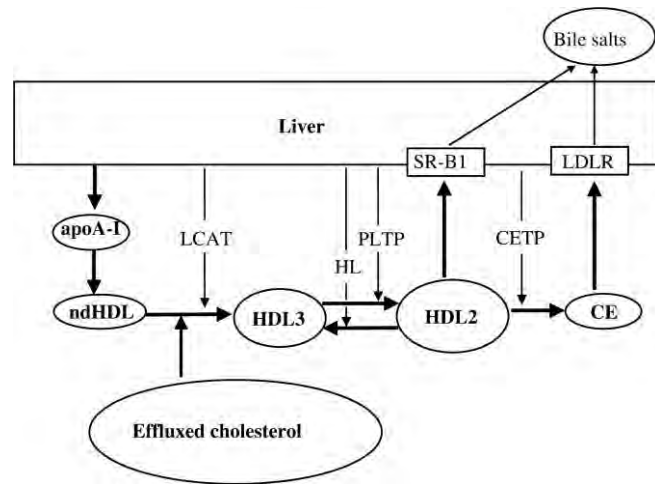 Bile salts
Liver
SR-B1
LDLR
apoA-I
LCAT
PLTP
CETP
HL
ndHDL
HDL3
HDL2
CE
Effluxed cholesterol